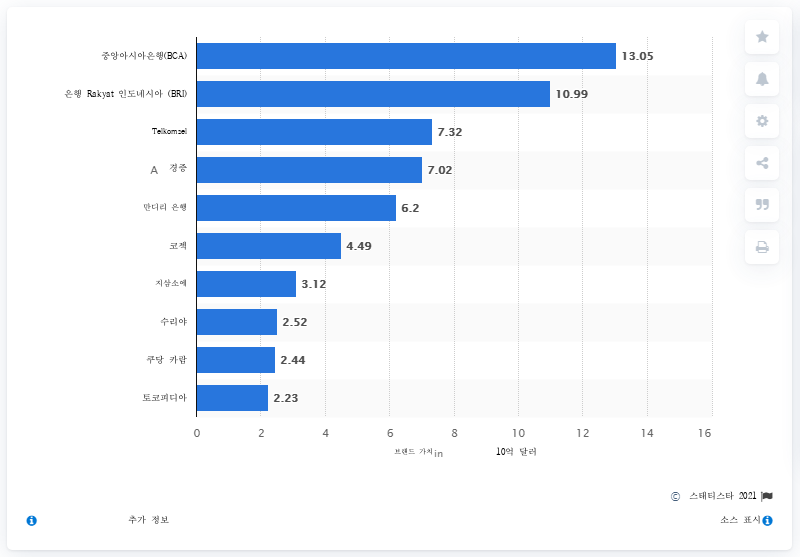 중앙아시아은행(BCA)
13.05
은행 Rakyat 인도네시아 (BRI)
10.99
Telkomsel
7.32
A 경증
7.02
만디리 은행
6.2
코젝
4.49
지상소에
3.12
수리야
2.52
쿠당 카람
2.44
토코피디아
2.23
0 2 4 6 8 10 12 14 16
브랜드 가치in 10억 달러
© 스태티스타 2021
추가 정보
소스 표시